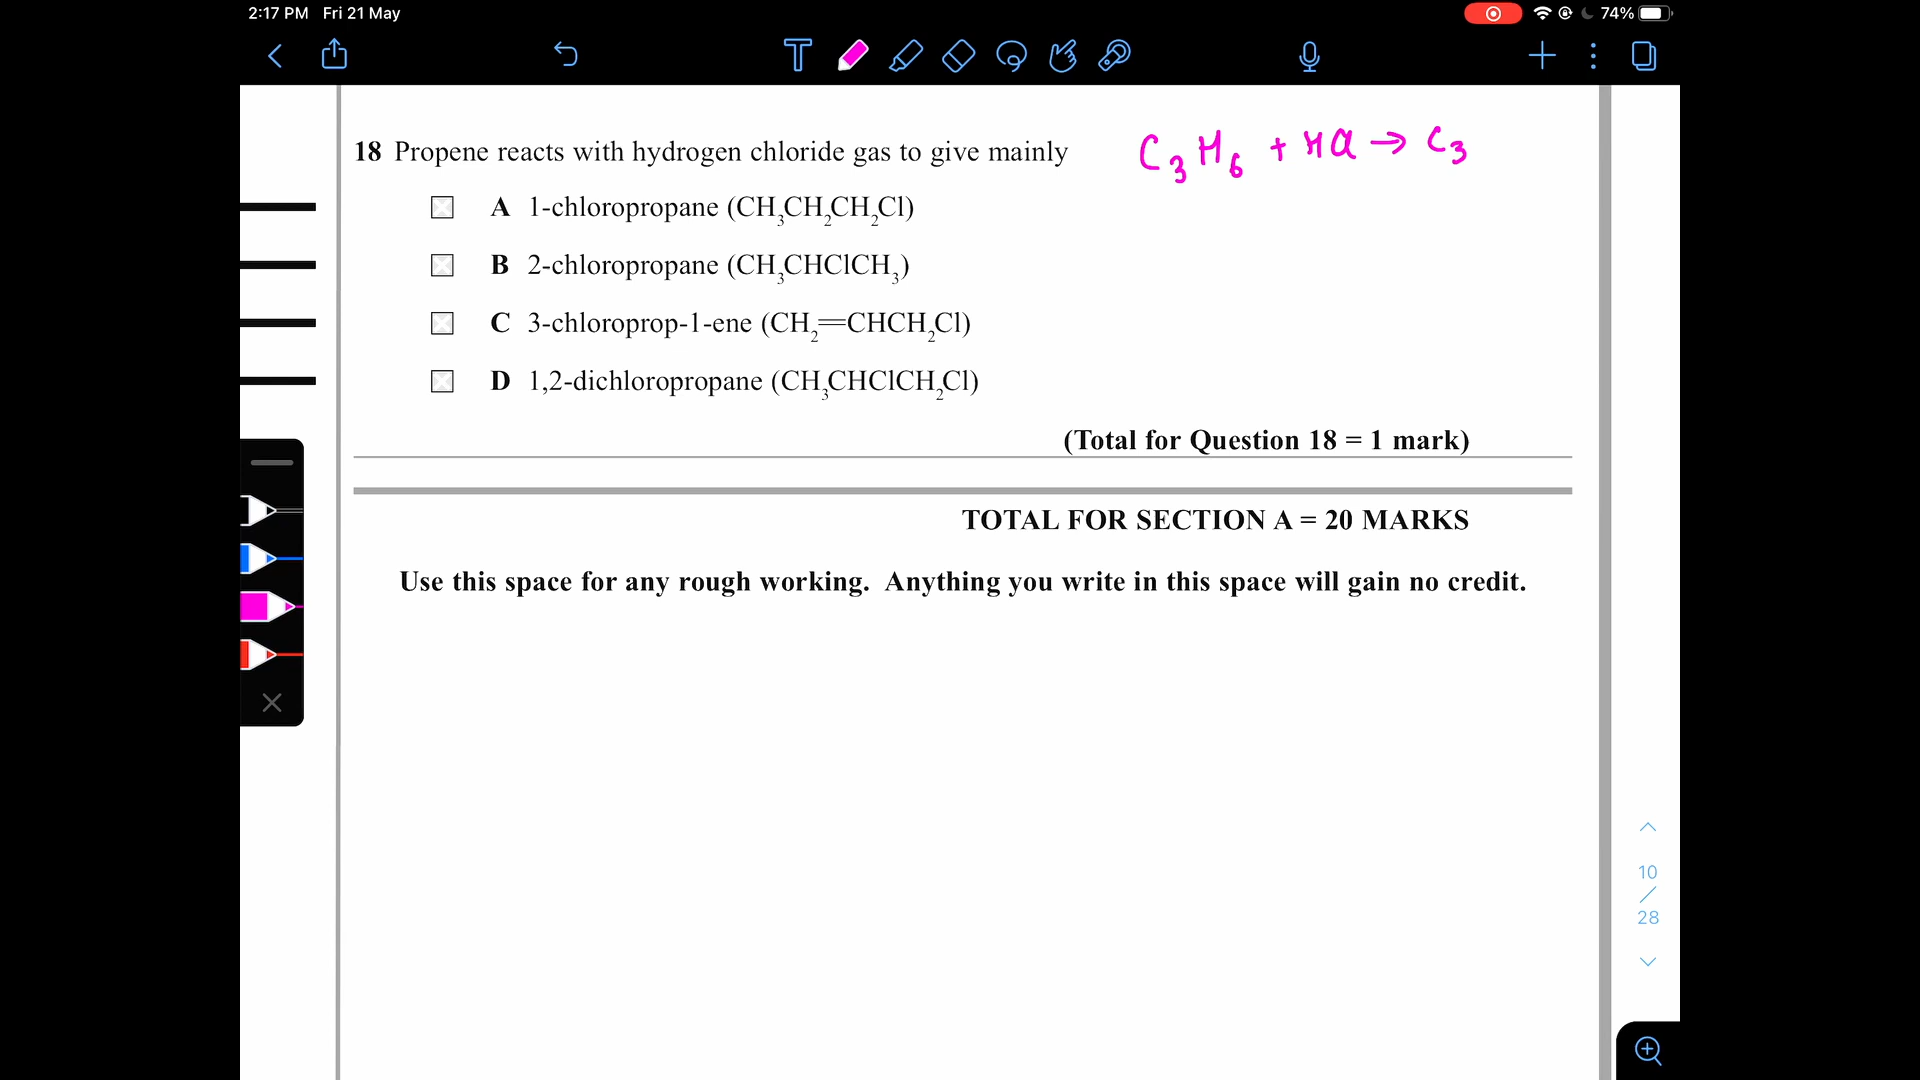 2:17 PM Fri 21 May
74%
18 Propene reacts with hydrogen chloride gas to give mainly
C₃H₆ + HCl → C₃
A 1-chloropropane (CH₃CH₂CH₂Cl)
B 2-chloropropane (CH₃CHClCH₃)
C 3-chloroprop-1-ene (CH₂=CHCH₂Cl)
D 1,2-dichloropropane (CH₃CHClCH₂Cl)
(Total for Question 18 = 1 mark)
TOTAL FOR SECTION A = 20 MARKS
Use this space for any rough working. Anything you write in this space will gain no credit.
10
/
28